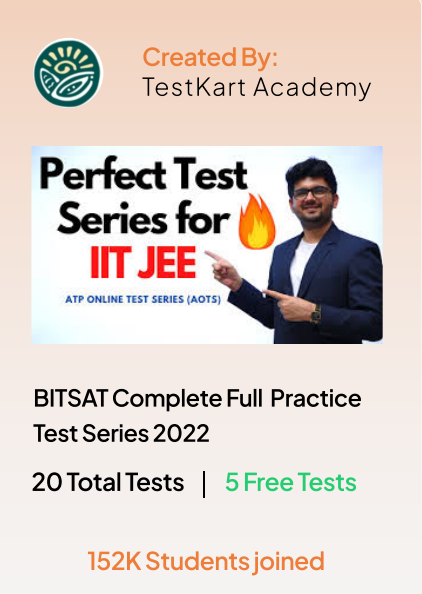 Created By:
TestKart Academy
Perfect Test
Series for
IIT JEE
ATP ONLINE TEST SERIES (AOTS)
BITSAT Complete Full Practice
Test Series 2022
20 Total Tests | 5 Free Tests
152K Students joined